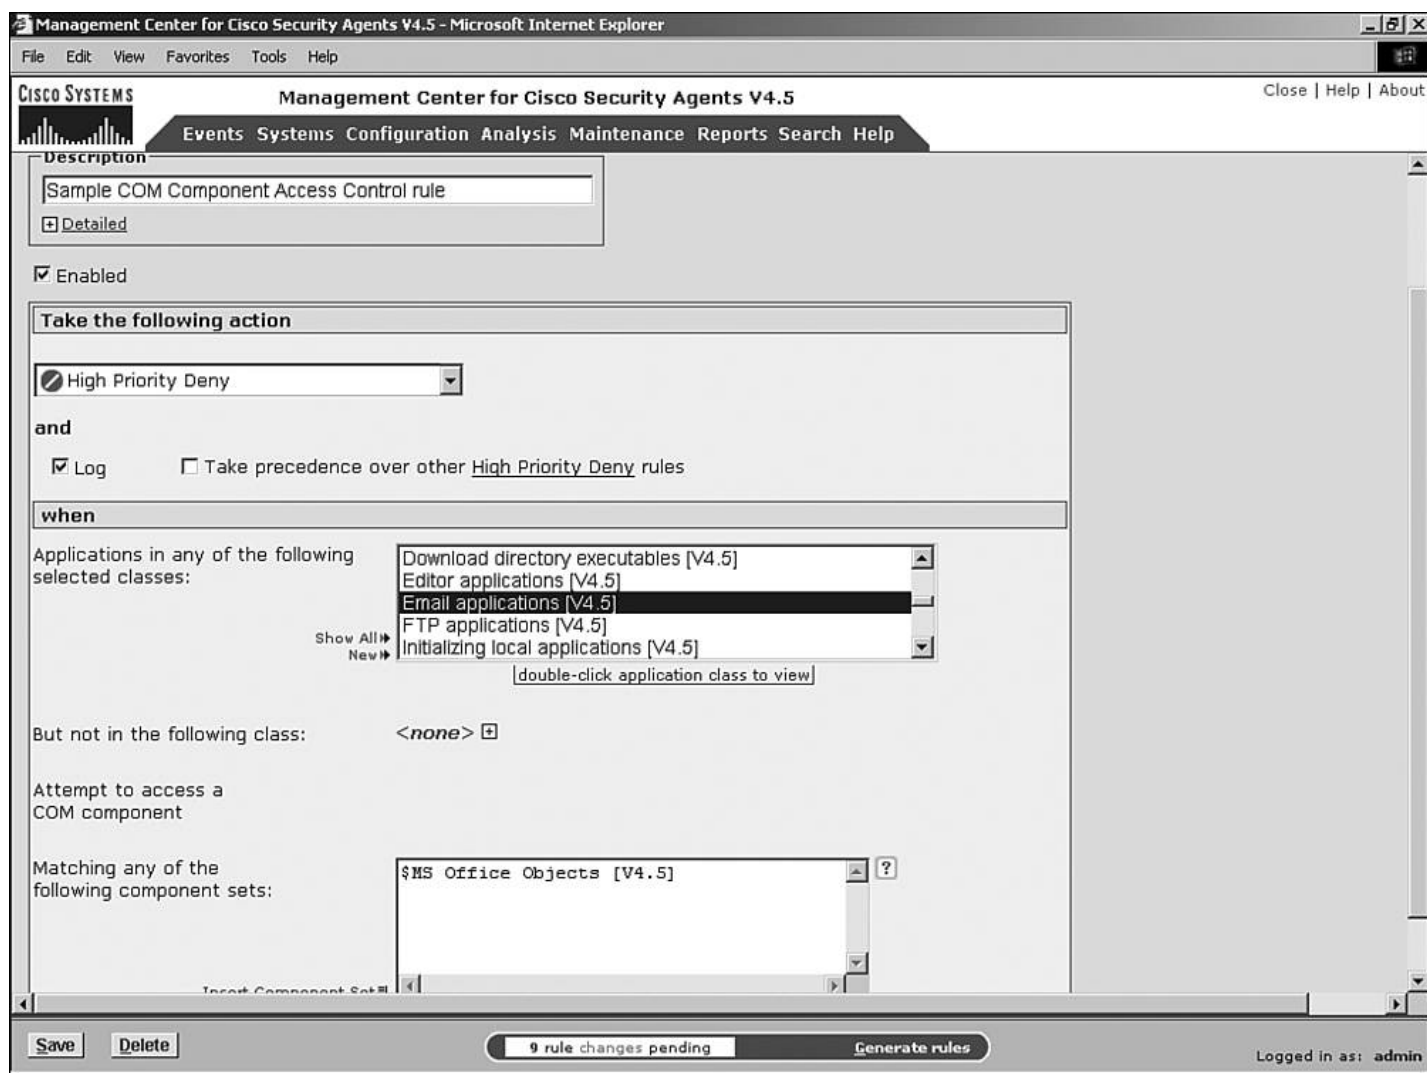 Management Center for Cisco Security Agents V4.5 - Microsoft Internet Explorer
File Edit View Favorites Tools Help
CISCO SYSTEMS
Management Center for Cisco Security Agents V4.5
Close | Help | About
Events Systems Configuration Analysis Maintenance Reports Search Help
Description
Sample COM Component Access Control rule
Detailed
Enabled
Take the following action
High Priority Deny
and
Log Take precedence over other High Priority Deny rules
when
Applications in any of the following
selected classes:
Download directory executables [V4.5]
Editor applications [V4.5]
Email applications [V4.5]
FTP applications [V4.5]
Initializing local applications [V4.5]
Show All
New
double-click application class to view
But not in the following class: <none>
Attempt to access a
COM component
Matching any of the
following component sets:
$MS Office Objects [V4.5]
?
Insert Component Set
Save Delete 9 rule changes pending Generate rules
Logged in as: admin